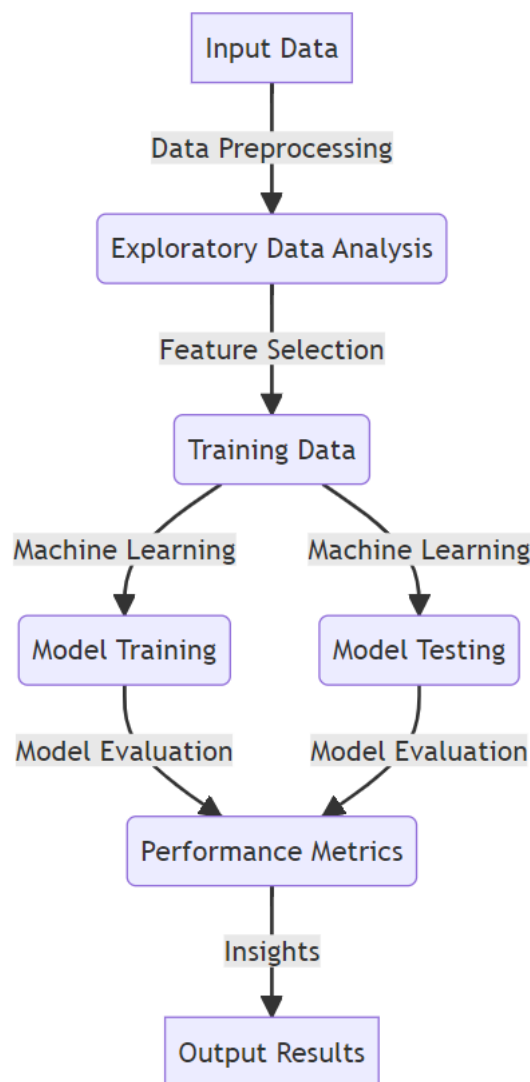 Input Data
Data Preprocessing
Exploratory Data Analysis
Feature Selection
Training Data
Machine Learning
Machine Learning
Model Training
Model Testing
Model Evaluation
Model Evaluation
Performance Metrics
Insights
Output Results